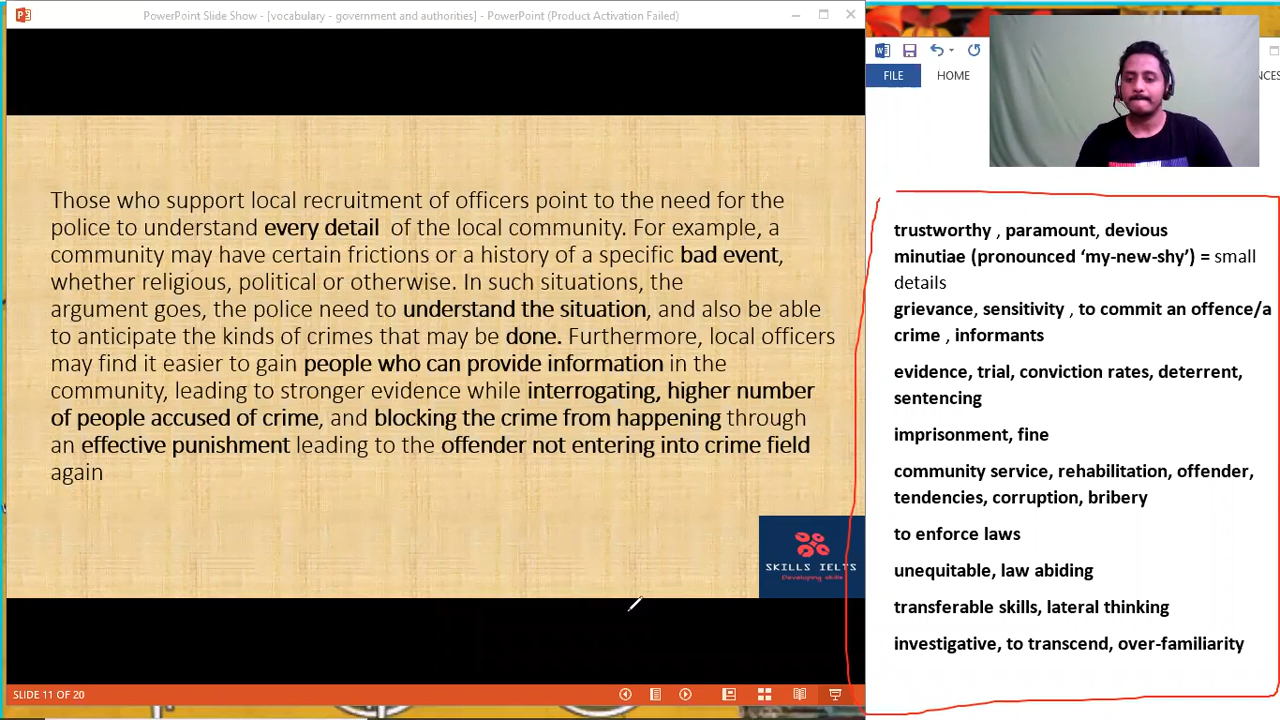 PowerPoint Slide Show - [vocabulary - government and authorities] - PowerPoint (Product Activation Failed)
FILE
HOME
NCES
Those who support local recruitment of officers point to the need for the
police to understand every detail of the local community. For example, a
community may have certain frictions or a history of a specific bad event,
whether religious, political or otherwise. In such situations, the
argument goes, the police need to understand the situation, and also be able
to anticipate the kinds of crimes that may be done. Furthermore, local officers
may find it easier to gain people who can provide information in the
community, leading to stronger evidence while interrogating, higher number
of people accused of crime, and blocking the crime from happening through
an effective punishment leading to the offender not entering into crime field
again
SKILLS IELTS
Developing skills
SLIDE 11 OF 20
trustworthy , paramount, devious
minutiae (pronounced ‘my-new-shy’) = small
details
grievance, sensitivity , to commit an offence/a
crime , informants
evidence, trial, conviction rates, deterrent,
sentencing
imprisonment, fine
community service, rehabilitation, offender,
tendencies, corruption, bribery
to enforce laws
unequitable, law abiding
transferable skills, lateral thinking
investigative, to transcend, over-familiarity